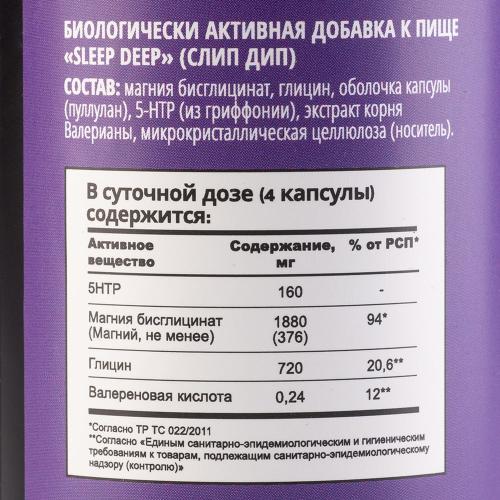 БИОЛОГИЧЕСКИ АКТИВНАЯ ДОБАВКА К ПИЩЕ
«SLEEP DEEP» (СЛИП ДИП)
СОСТАВ: магния бисглицинат, глицин, оболочка капсулы
(пуллулан), 5-HTP (из гриффонии), экстракт корня
Валерианы, микрокристаллическая целлюлоза (носитель).
В суточной дозе (4 капсулы)
содержится:
Активное вещество Содержание, мг % от РСП*
5HTP 160 -
Магния бисглицинат 1880 94*
(Магний, не менее) (376)
Глицин 720 20,6**
Валереновая кислота 0,24 12**
*Согласно ТР ТС 022/2011
**Согласно «Единым санитарно-эпидемиологическим и гигиеническим
требованиям к товарам, подлежащим санитарно-эпидемиологическому
надзору (контролю)»